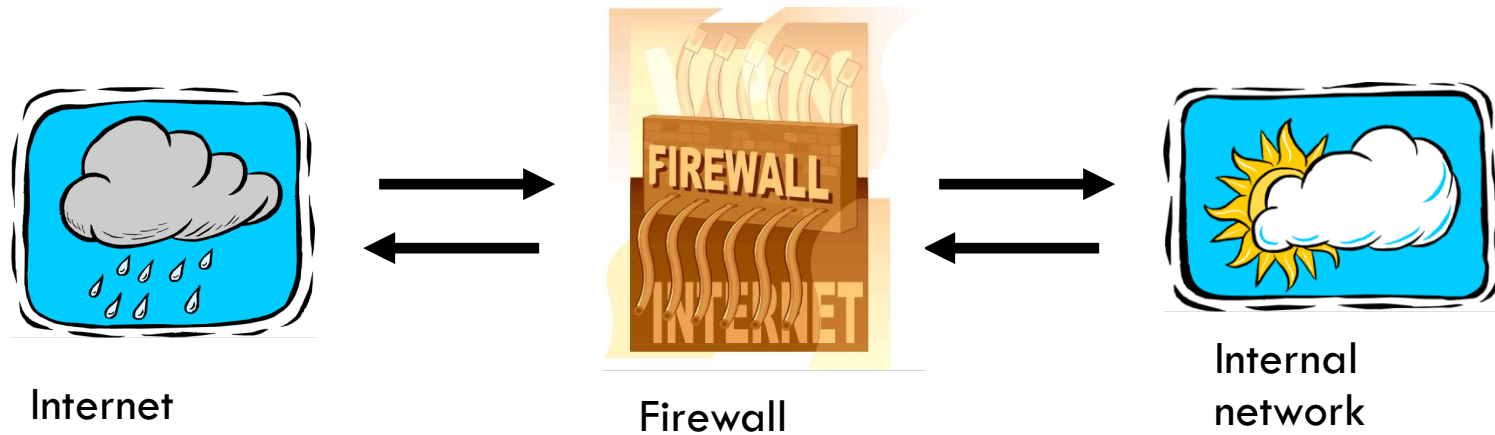 FIREWALL
INTERNET
Internet
Firewall
Internal
network